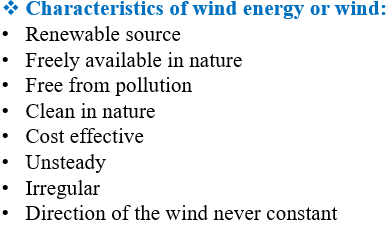 ❖ Characteristics of wind energy or wind:
• Renewable source
• Freely available in nature
• Free from pollution
• Clean in nature
• Cost effective
• Unsteady
• Irregular
• Direction of the wind never constant